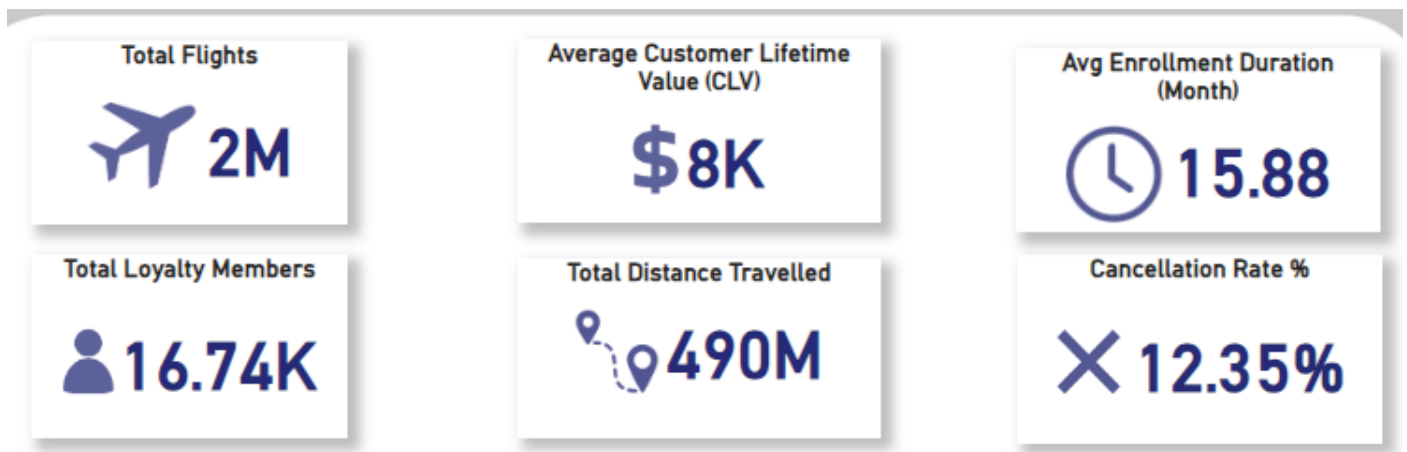 Total Flights
2M
Average Customer Lifetime
Value (CLV)
$8K
Avg Enrollment Duration
(Month)
15.88
Total Loyalty Members
16.74K
Total Distance Travelled
490M
Cancellation Rate %
12.35%